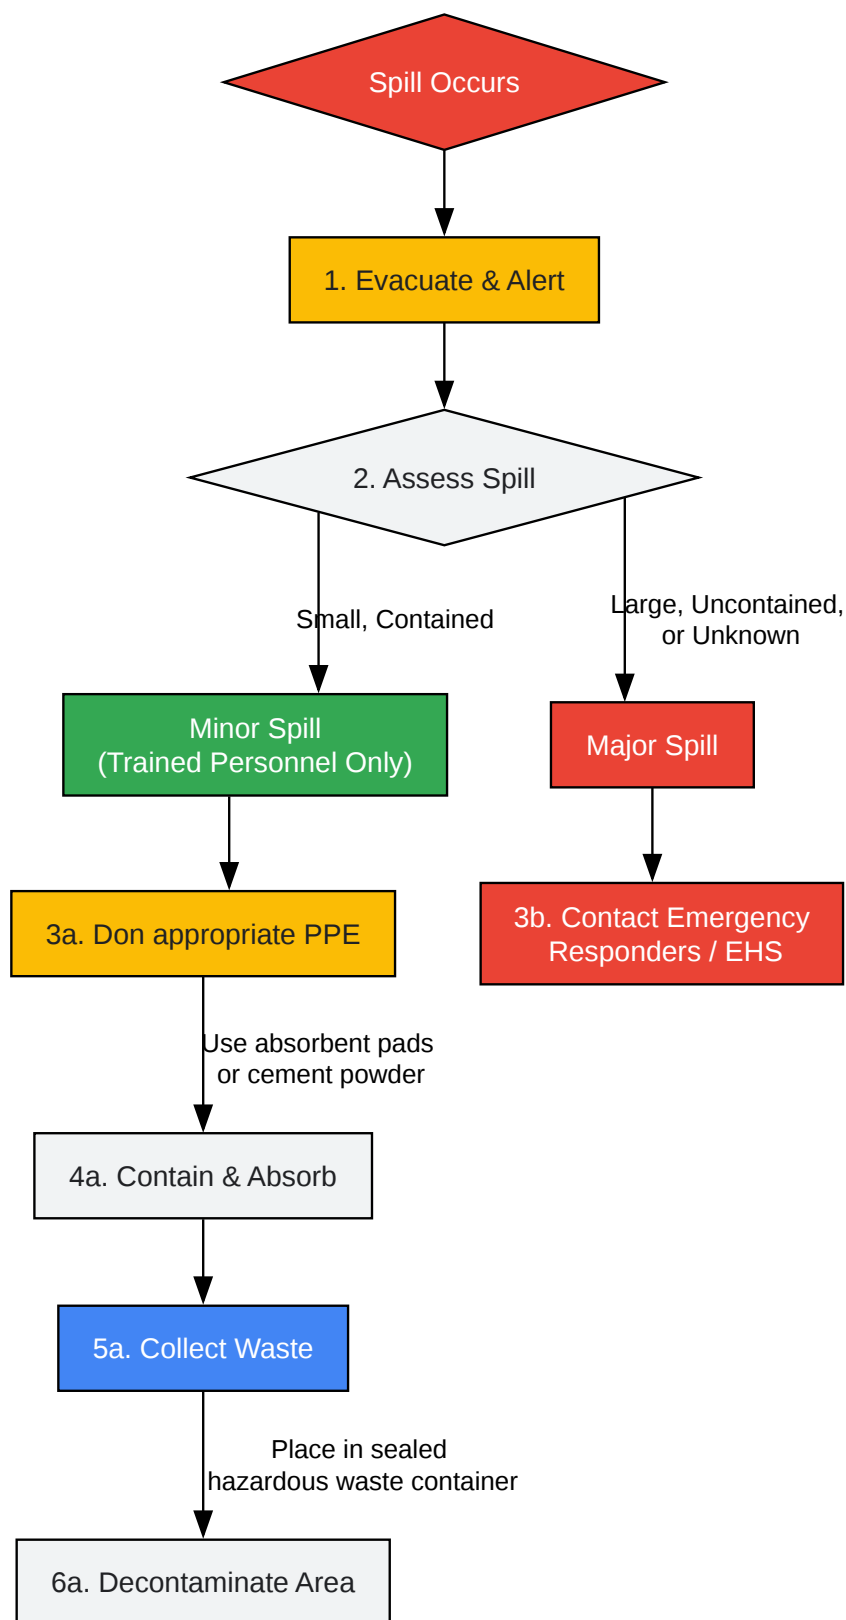 Spill Occurs
1. Evacuate & Alert
2. Assess Spill
Small, Contained
Large, Uncontained,
or Unknown
Minor Spill
(Trained Personnel Only)
Major Spill
3a. Don appropriate PPE
3b. Contact Emergency
Responders / EHS
Use absorbent pads
or cement powder
4a. Contain & Absorb
5a. Collect Waste
Place in sealed
hazardous waste container
6a. Decontaminate Area